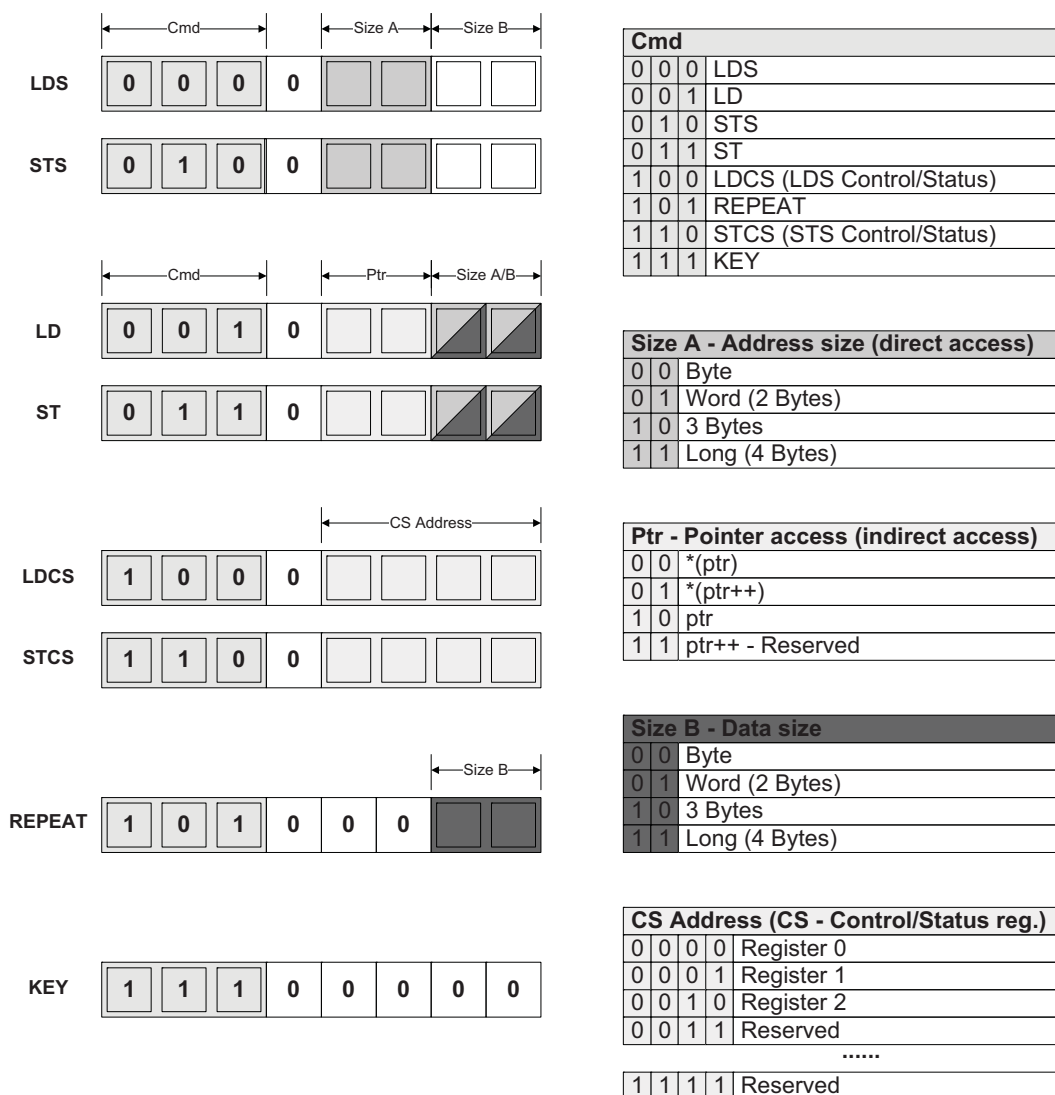 Cmd Size A Size B
LDS 0 0 0 0
STS 0 1 0 0
Cmd Ptr Size A/B
LD 0 0 1 0
ST 0 1 1 0
CS Address
LDCS 1 0 0 0
STCS 1 1 0 0
Size B
REPEAT 1 0 1 0 0 0
KEY 1 1 1 0 0 0 0 0
Cmd
0 0 0 LDS
0 0 1 LD
0 1 0 STS
0 1 1 ST
1 0 0 LDCS (LDS Control/Status)
1 0 1 REPEAT
1 1 0 STCS (STS Control/Status)
1 1 1 KEY
Size A - Address size (direct access)
0 0 Byte
0 1 Word (2 Bytes)
1 0 3 Bytes
1 1 Long (4 Bytes)
Ptr - Pointer access (indirect access)
0 0 *(ptr)
0 1 *(ptr++)
1 0 ptr
1 1 ptr++ - Reserved
Size B - Data size
0 0 Byte
0 1 Word (2 Bytes)
1 0 3 Bytes
1 1 Long (4 Bytes)
CS Address (CS - Control/Status reg.)
0 0 0 0 Register 0
0 0 0 1 Register 1
0 0 1 0 Register 2
0 0 1 1 Reserved
......
1 1 1 1 Reserved